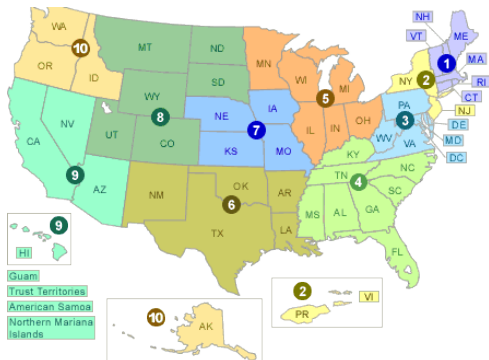 NH
WA
ME
VT
MT
ND
10
MN
1
MA
OR
ID
WI
NY
2
RI
SD
MI
CT
WY
5
NJ
PA
IA
3
DE
NE
8
OH
NV
IL
IN
MD
7
WV
VA
CA
UT
CO
DC
KS
MO
KY
NC
TN
4
9
OK
AZ
NM
AR
SC
6
MS
AL
GA
TX
LA
9
FL
HI
Guam
Trust Territories
American Samoa
Northern Mariana
Islands
2
VI
PR
10
AK